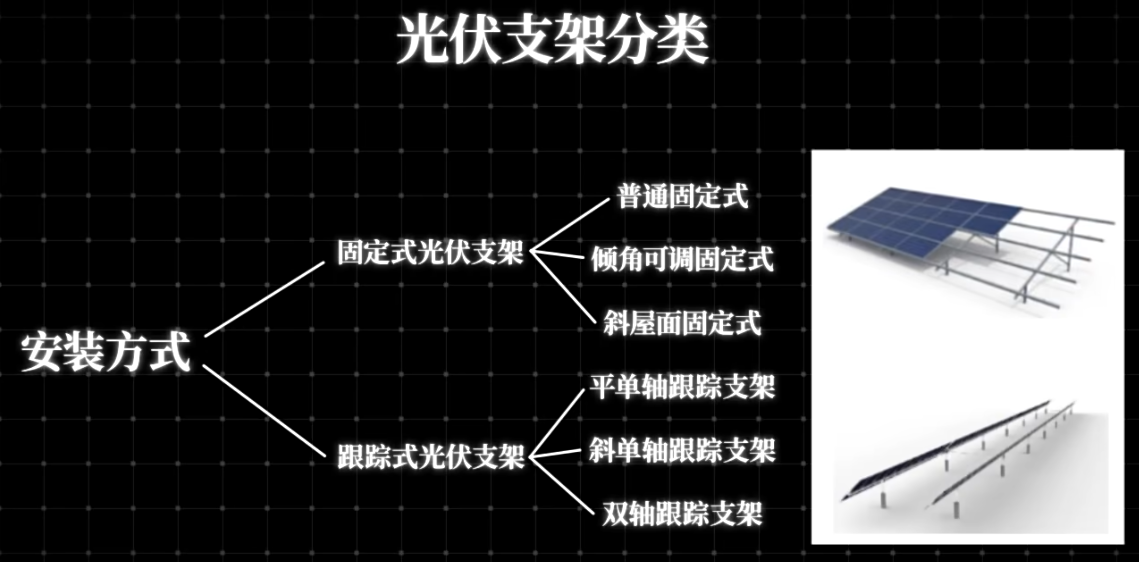 光伏支架分类
安装方式
固定式光伏支架
普通固定式
倾角可调固定式
斜屋面固定式
跟踪式光伏支架
平单轴跟踪支架
斜单轴跟踪支架
双轴跟踪支架